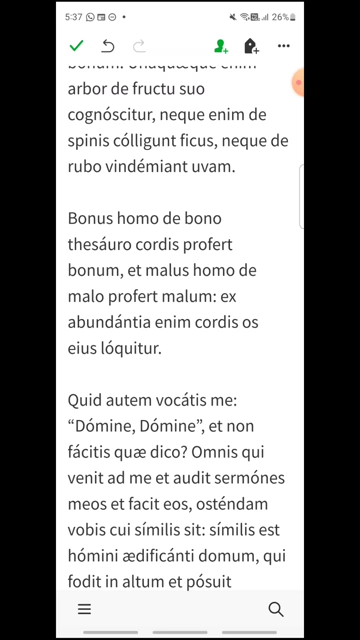 5:37
26%
arbor de fructu suo
cognóscitur, neque enim de
spinis cólligunt ficus, neque de
rubo vindémiant uvam.
Bonus homo de bono
thesáuro cordis profert
bonum, et malus homo de
malo profert malum: ex
abundántia enim cordis os
eius lóquitur.
Quid autem vocátis me:
“Dómine, Dómine”, et non
fácitis quæ dico? Omnis qui
venit ad me et audit sermónes
meos et facit eos, osténdam
vobis cui símilis sit: símilis est
hómini ædificánti domum, qui
fodit in altum et pósuit